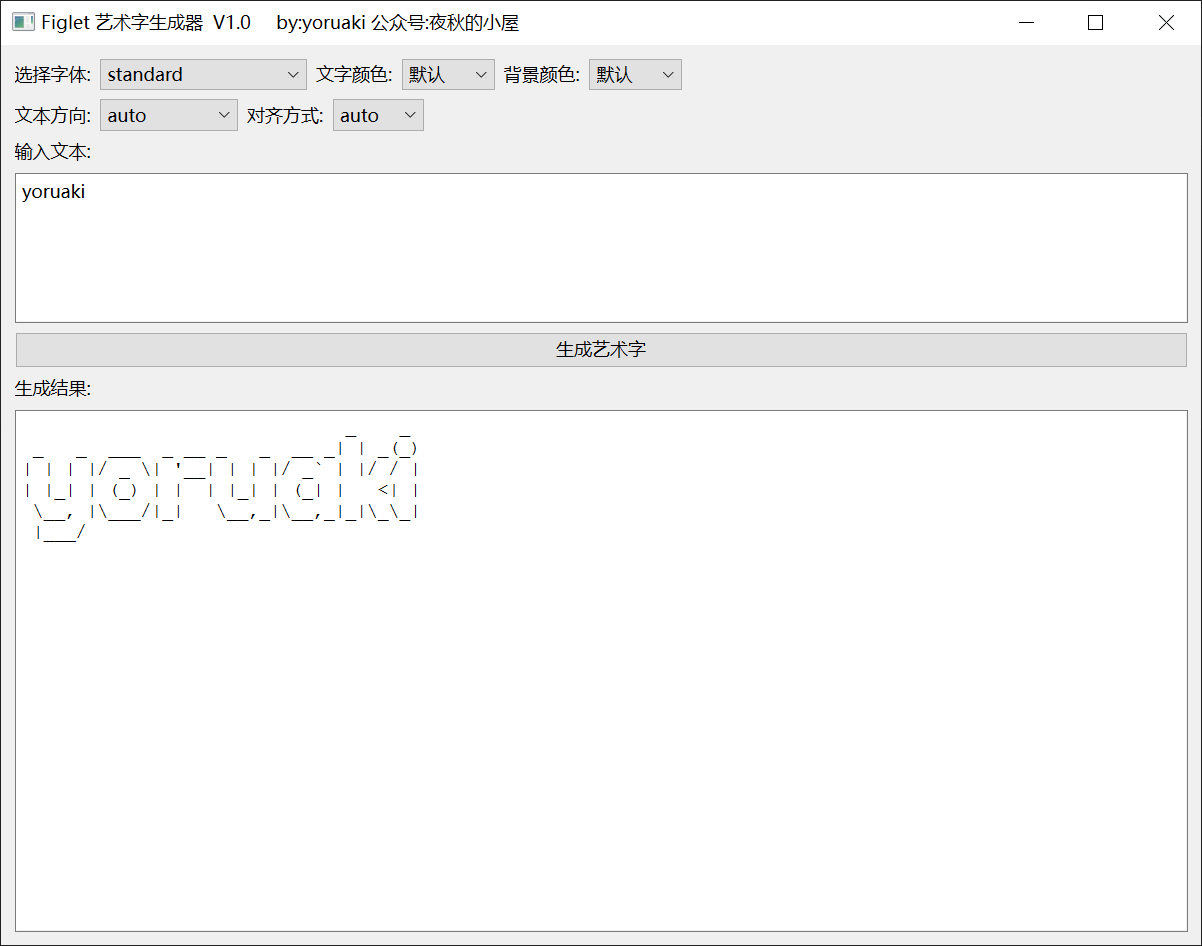 Figlet 艺术字生成器 V1.0 by:yoruaki 公众号:夜秋的小屋
选择字体: standard 文字颜色: 默认 背景颜色: 默认
文本方向: auto 对齐方式: auto
输入文本:
yoruaki
生成艺术字
生成结果:
                              _    _
 _   _  ___  _ __ _   _  __ _| | _(_)
| | | |/ _ \| '__| | | |/ _` | |/ / |
| |_| | (_) | |  | |_| | (_| |   <| |
 \__, |\___/|_|   \__,_|\__,_|_|\_\_|
 |___/